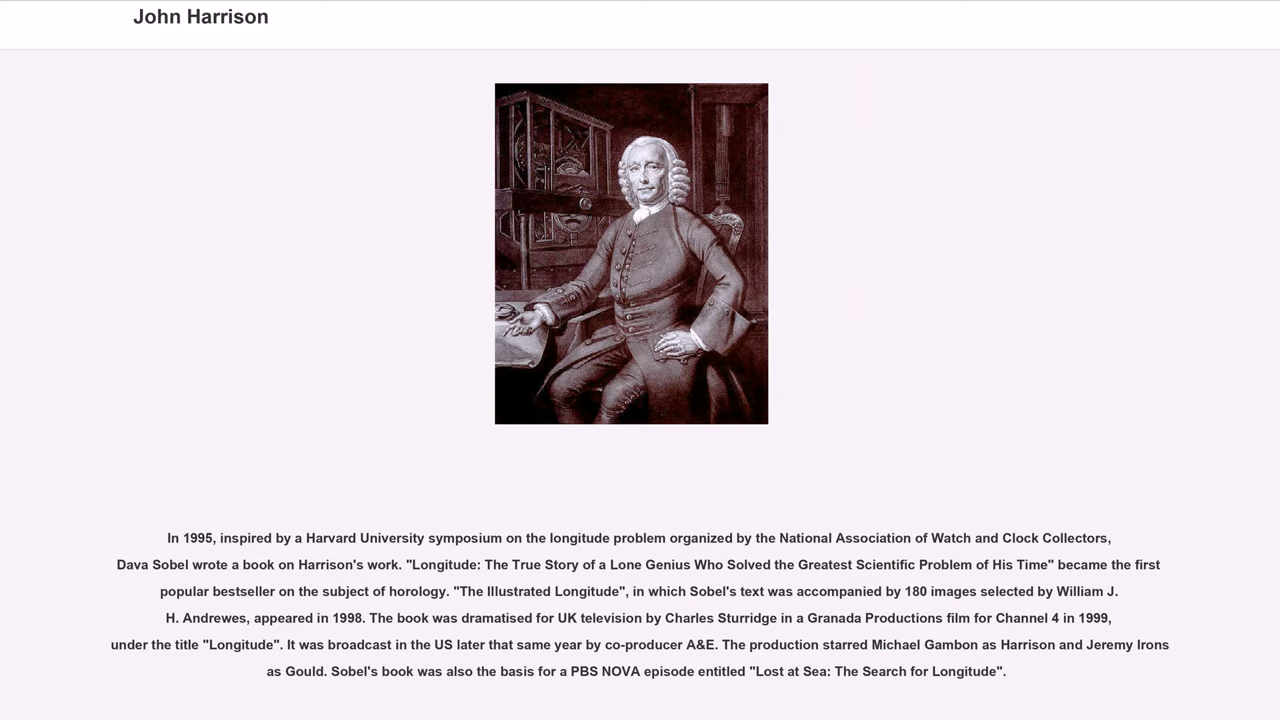 John Harrison
In 1995, inspired by a Harvard University symposium on the longitude problem organized by the National Association of Watch and Clock Collectors,
Dava Sobel wrote a book on Harrison's work. "Longitude: The True Story of a Lone Genius Who Solved the Greatest Scientific Problem of His Time" became the first
popular bestseller on the subject of horology. "The Illustrated Longitude", in which Sobel's text was accompanied by 180 images selected by William J.
H. Andrewes, appeared in 1998. The book was dramatised for UK television by Charles Sturridge in a Granada Productions film for Channel 4 in 1999,
under the title "Longitude". It was broadcast in the US later that same year by co-producer A&E. The production starred Michael Gambon as Harrison and Jeremy Irons
as Gould. Sobel's book was also the basis for a PBS NOVA episode entitled "Lost at Sea: The Search for Longitude".